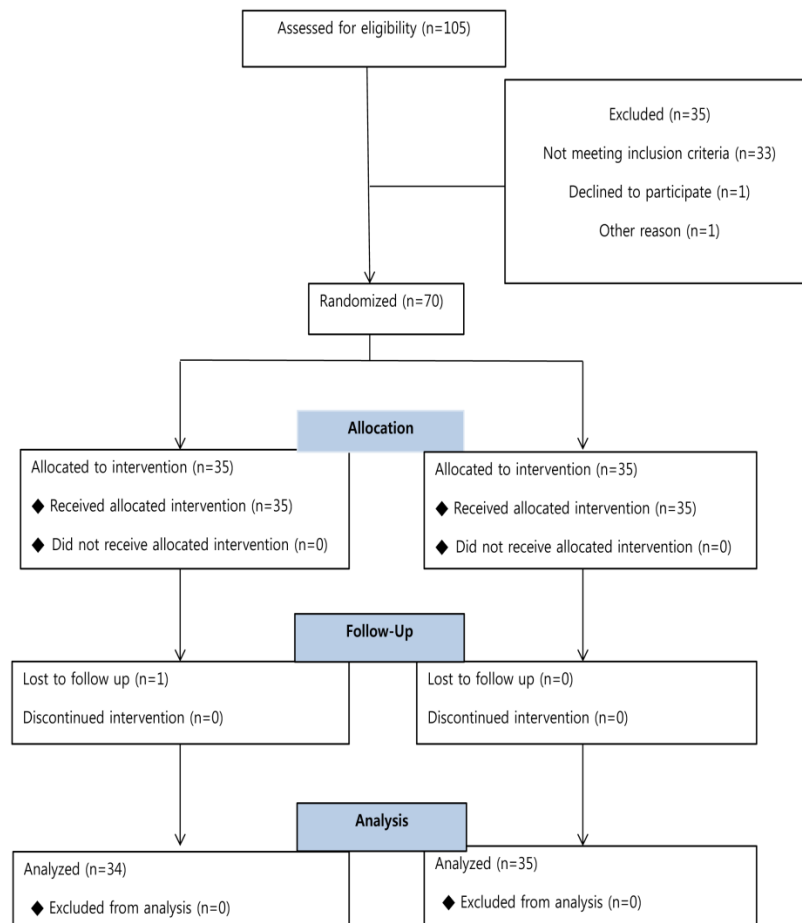 Assessed for eligibility (n=105)
Excluded (n=35)
Not meeting inclusion criteria (n=33)
Declined to participate (n=1)
Other reason (n=1)
Randomized (n=70)
Allocation
Allocated to intervention (n=35)
◆ Received allocated intervention (n=35)
◆ Did not receive allocated intervention (n=0)
Allocated to intervention (n=35)
◆ Received allocated intervention (n=35)
◆ Did not receive allocated intervention (n=0)
Follow-Up
Lost to follow up (n=1)
Discontinued intervention (n=0)
Lost to follow up (n=0)
Discontinued intervention (n=0)
Analysis
Analyzed (n=34)
◆ Excluded from analysis (n=0)
Analyzed (n=35)
◆ Excluded from analysis (n=0)